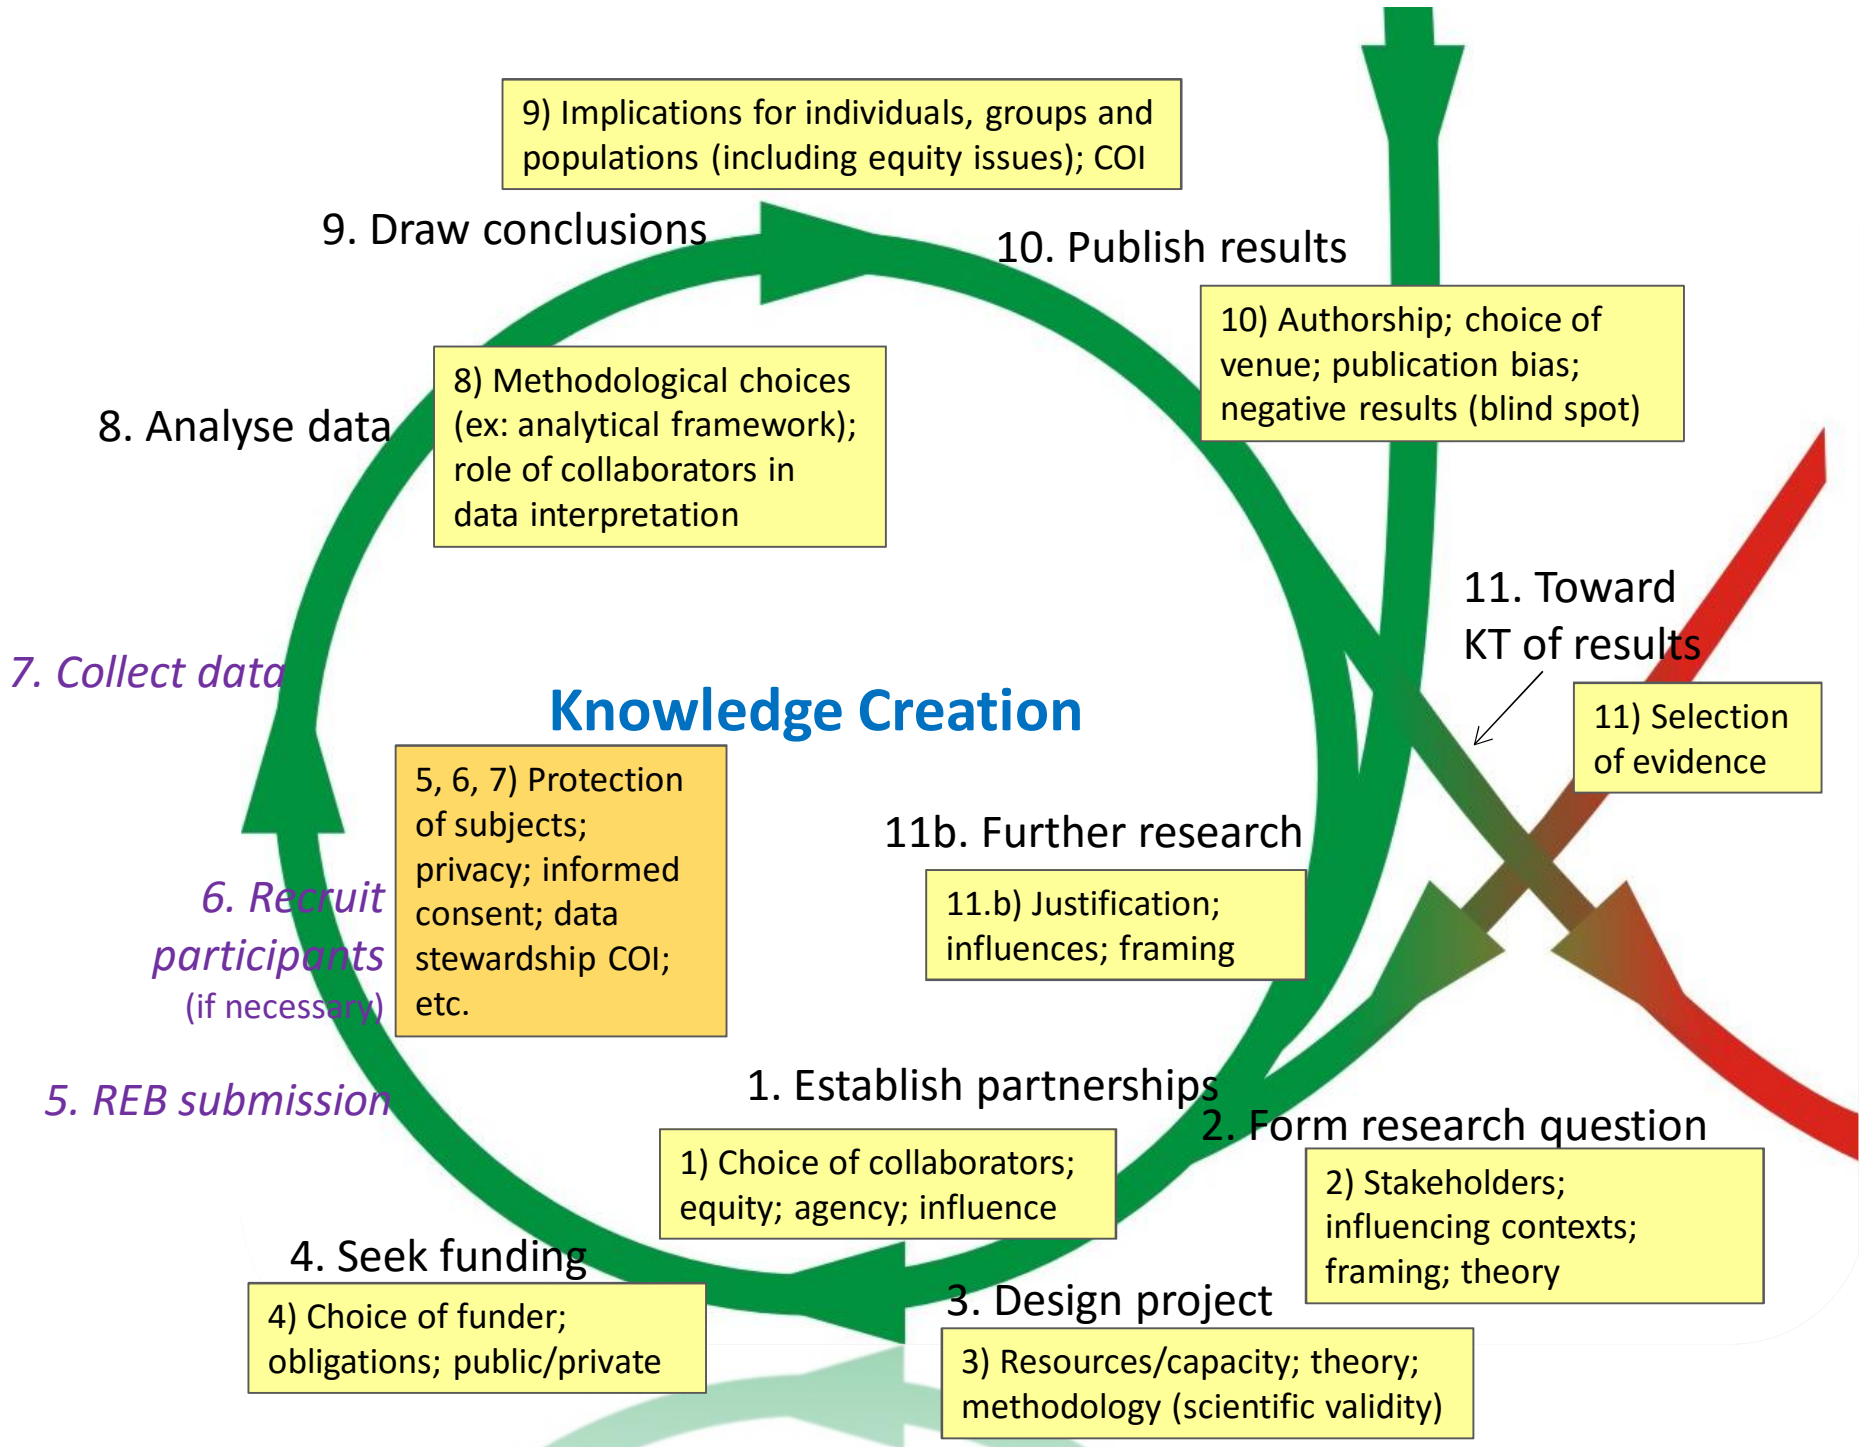 9) Implications for individuals, groups and
populations (including equity issues); COI
9. Draw conclusions
10. Publish results
10) Authorship; choice of
venue; publication bias;
negative results (blind spot)
8. Analyse data
8) Methodological choices
(ex: analytical framework);
role of collaborators in
data interpretation
11. Toward
KT of results
11) Selection
of evidence
7. Collect data
Knowledge Creation
5, 6, 7) Protection
of subjects;
privacy; informed
consent; data
stewardship COI;
etc.
11b. Further research
11.b) Justification;
influences; framing
6. Recruit
participants
(if necessary)
5. REB submission
1. Establish partnerships
1) Choice of collaborators;
equity; agency; influence
2. Form research question
2) Stakeholders;
influencing contexts;
framing; theory
4. Seek funding
4) Choice of funder;
obligations; public/private
3. Design project
3) Resources/capacity; theory;
methodology (scientific validity)